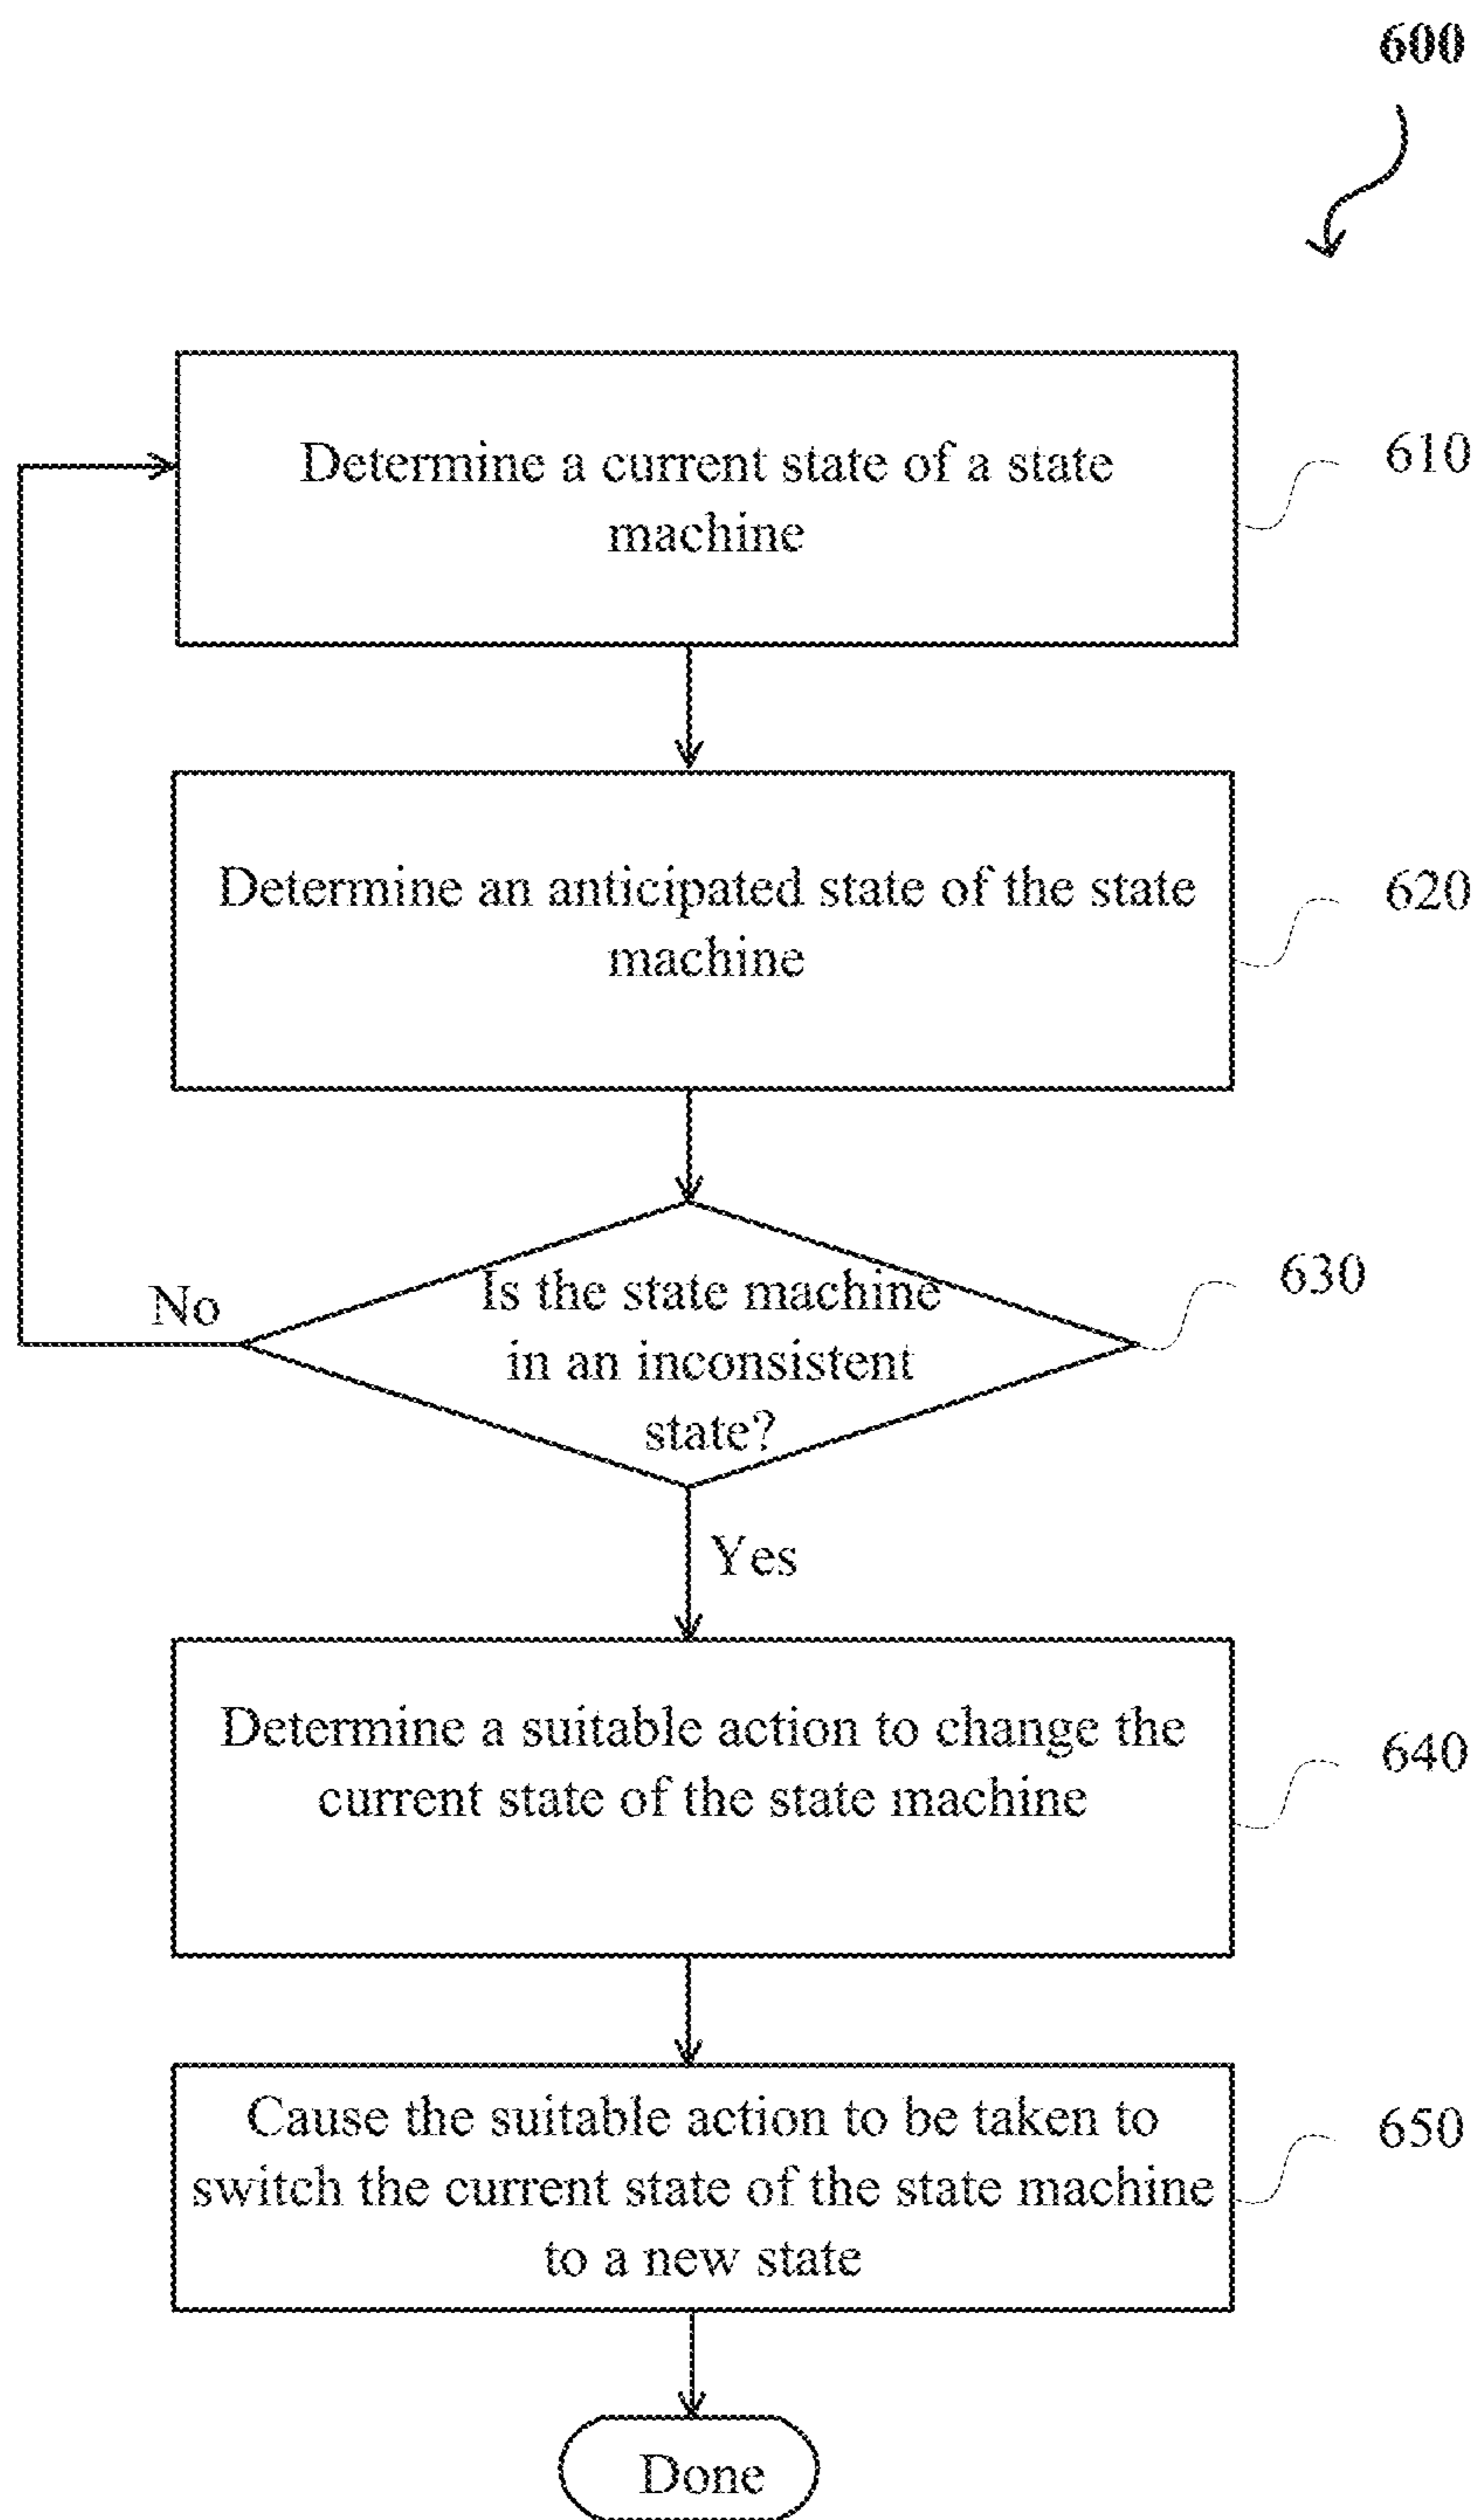 600
Determine a current state of a state
machine
610
Determine an anticipated state of the state
machine
620
Is the state machine
in an inconsistent
state?
630
No
Yes
Determine a suitable action to change the
current state of the state machine
640
Cause the suitable action to be taken to
switch the current state of the state machine
to a new state
650
Done